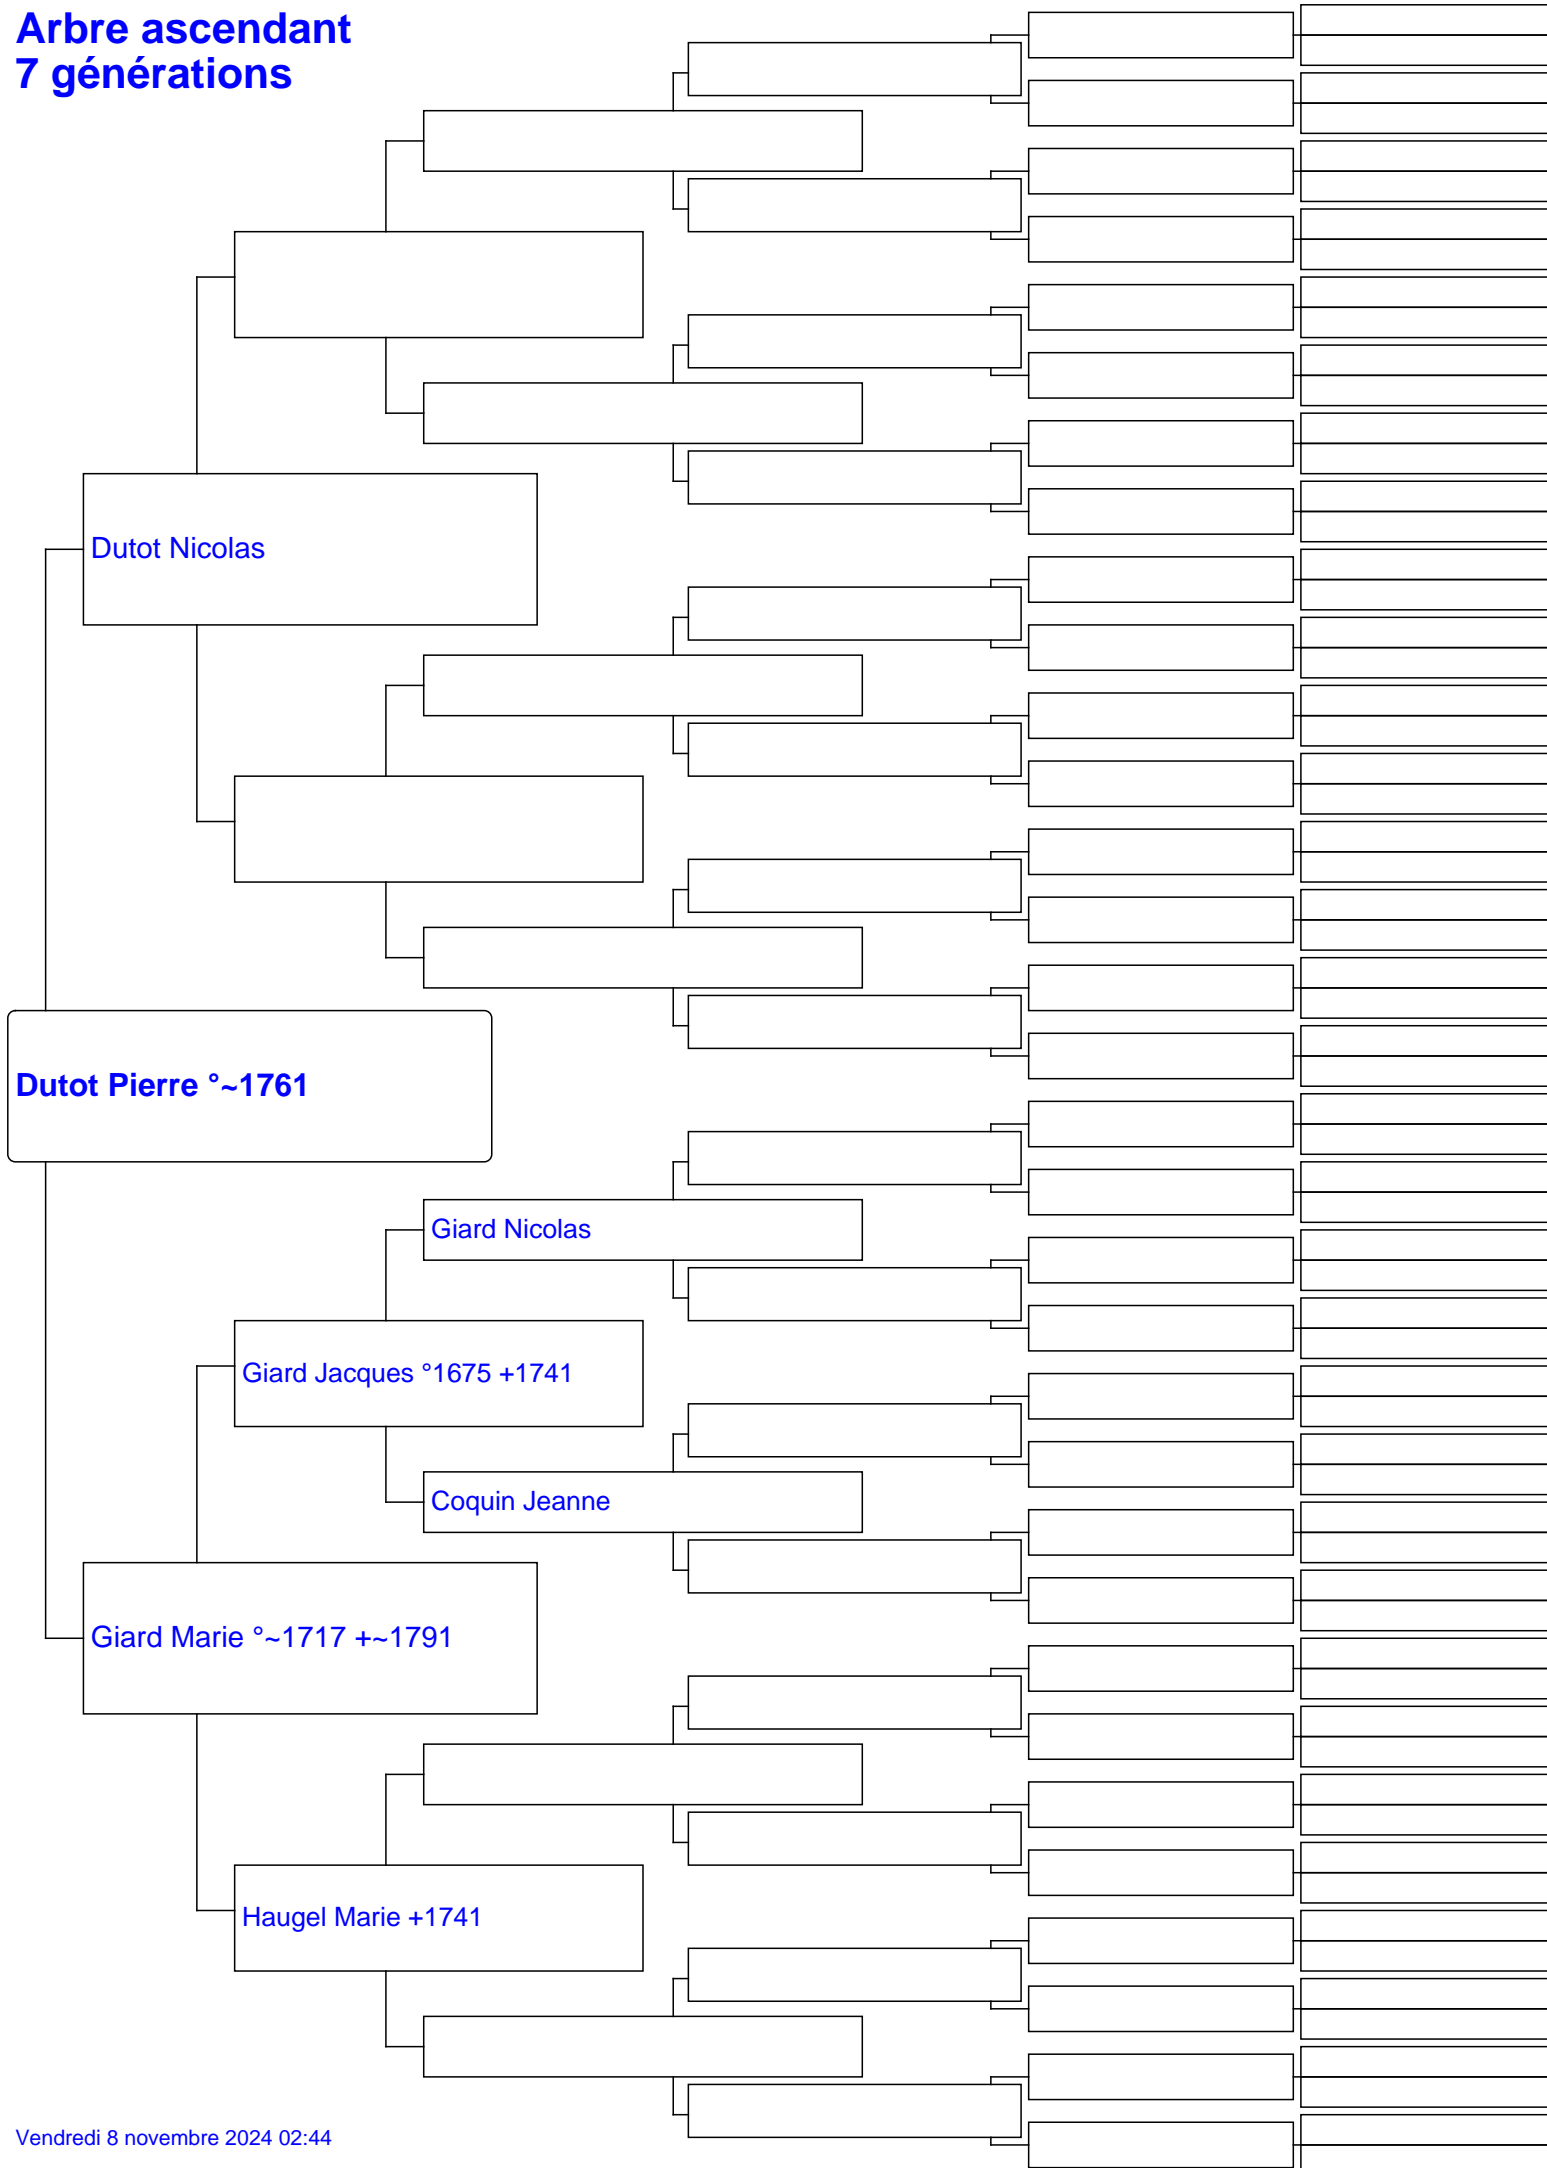 Arbre ascendant
7 générations
Dutot Nicolas
Dutot Pierre °~1761
Giard Nicolas
Giard Jacques °1675 +1741
Coquin Jeanne
Giard Marie °~1717 +~1791
Haugel Marie +1741
Vendredi 8 novembre 2024 02:44